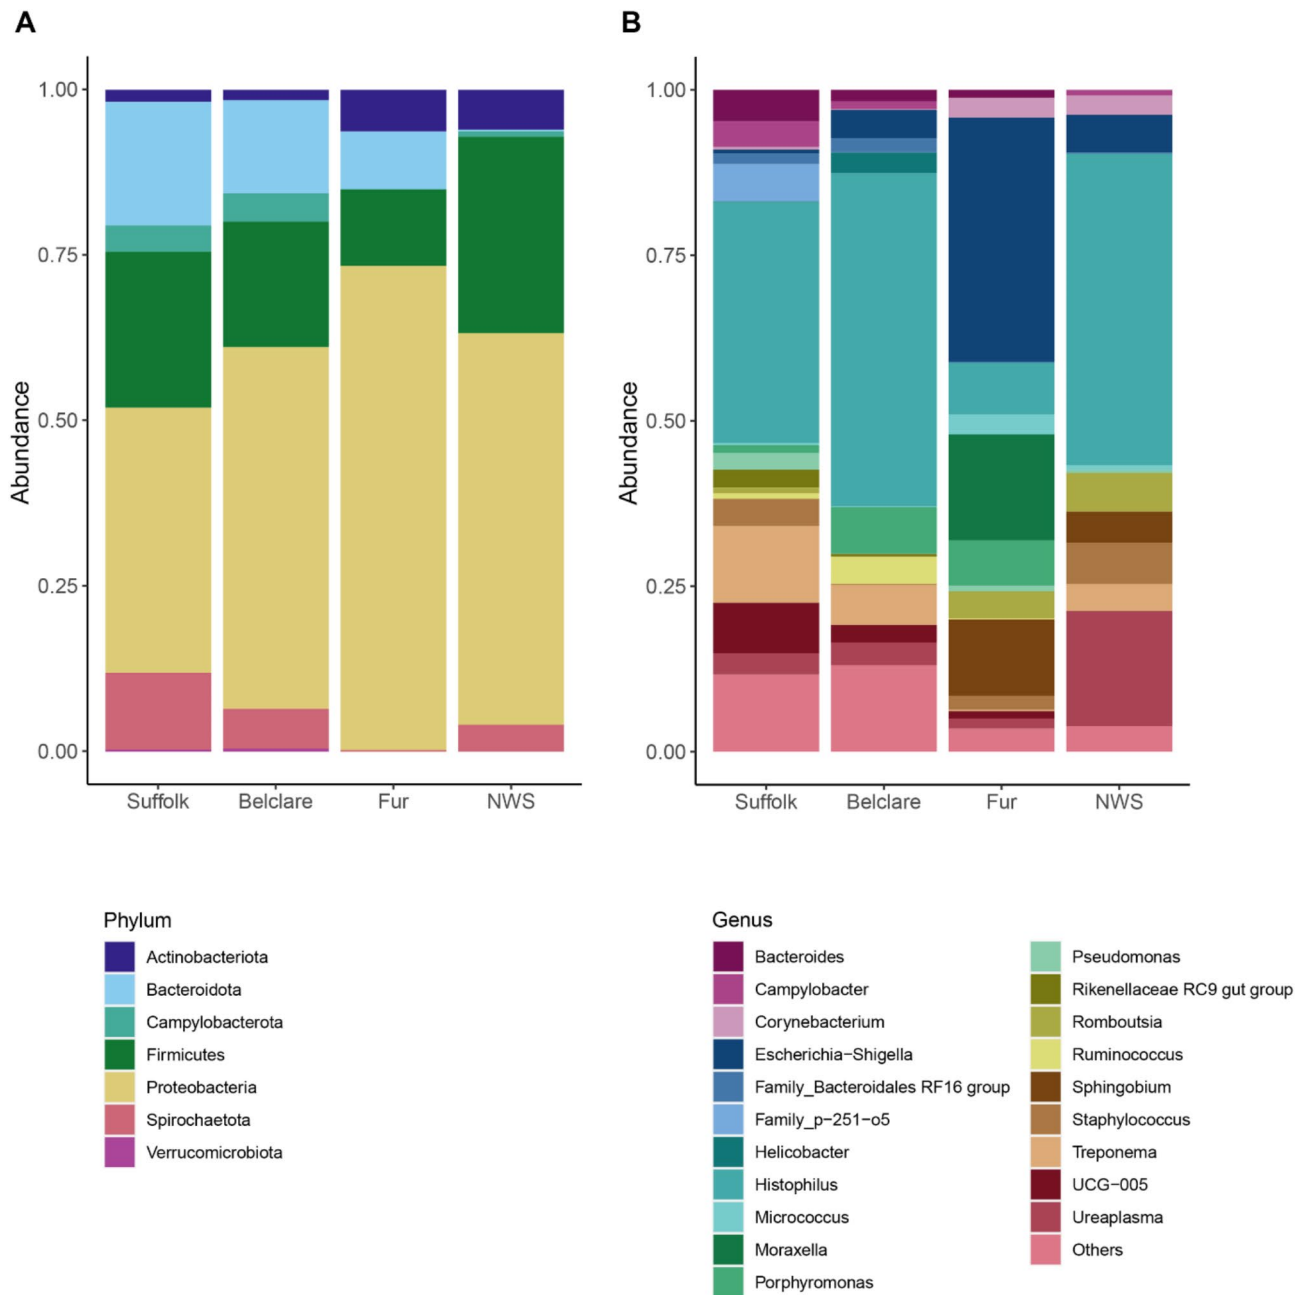 A
1.00
0.75
0.50
0.25
0.00
Abundance
Suffolk Belclare Fur NWS
Phylum
Actinobacteriota
Bacteroidota
Campylobacterota
Firmicutes
Proteobacteria
Spirochaetota
Verrucomicrobiota
B
1.00
0.75
0.50
0.25
0.00
Abundance
Suffolk Belclare Fur NWS
Genus
Bacteroides
Campylobacter
Corynebacterium
Escherichia−Shigella
Family_Bacteroidales RF16 group
Family_p−251−o5
Helicobacter
Histophilus
Micrococcus
Moraxella
Porphyromonas
Pseudomonas
Rikenellaceae RC9 gut group
Romboutsia
Ruminococcus
Sphingobium
Staphylococcus
Treponema
UCG−005
Ureaplasma
Others